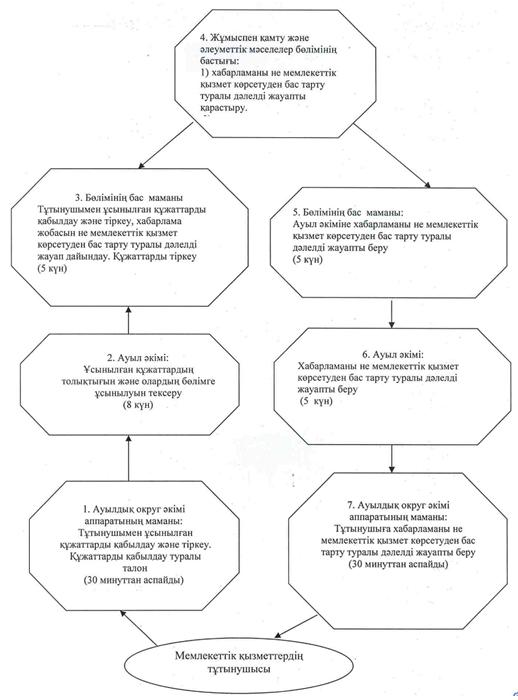 4. Жұмыспен қамту және
әлеуметтік мәселелер бөлімінің
бастығы:
1) хабарламаны не мемлекеттік
қызмет көрсетуден бас тарту
туралы дәлелді жауапты
қарастыру.
3. Бөлімінің бас маманы
Тұтынушымен ұсынылған құжаттарды
қабылдау және тіркеу, хабарлама
жобасын не мемлекеттік қызмет
көрсетуден бас тарту туралы дәлелді
жауап дайындау. Құжаттарды тіркеу
(5 күн)
5. Бөлімінің бас маманы:
Ауыл әкіміне хабарламаны не мемлекеттік
қызмет көрсетуден бас тарту туралы
дәлелді жауапты беру
(5 күн)
2. Ауыл әкімі:
Ұсынылған құжаттардың
толықтығын және олардың бөлімге
ұсынылуын тексеру
(8 күн)
6. Ауыл әкімі:
Хабарламаны не мемлекеттік қызмет
көрсетуден бас тарту туралы дәлелді
жауапты беру
(5 күн)
1. Ауылдық округ әкімі
аппаратының маманы:
Тұтынушымен ұсынылған
құжаттарды қабылдау және тіркеу.
Құжаттарды қабылдау туралы
талон
(30 минуттан аспайды)
7. Ауылдық округ әкімі
аппаратының маманы:
Тұтынушыға хабарламаны не
мемлекеттік қызмет көрсетуден бас
тарту туралы дәлелді жауапты беру
(30 минуттан аспайды)
Мемлекеттік қызметтердің
тұтынушысы